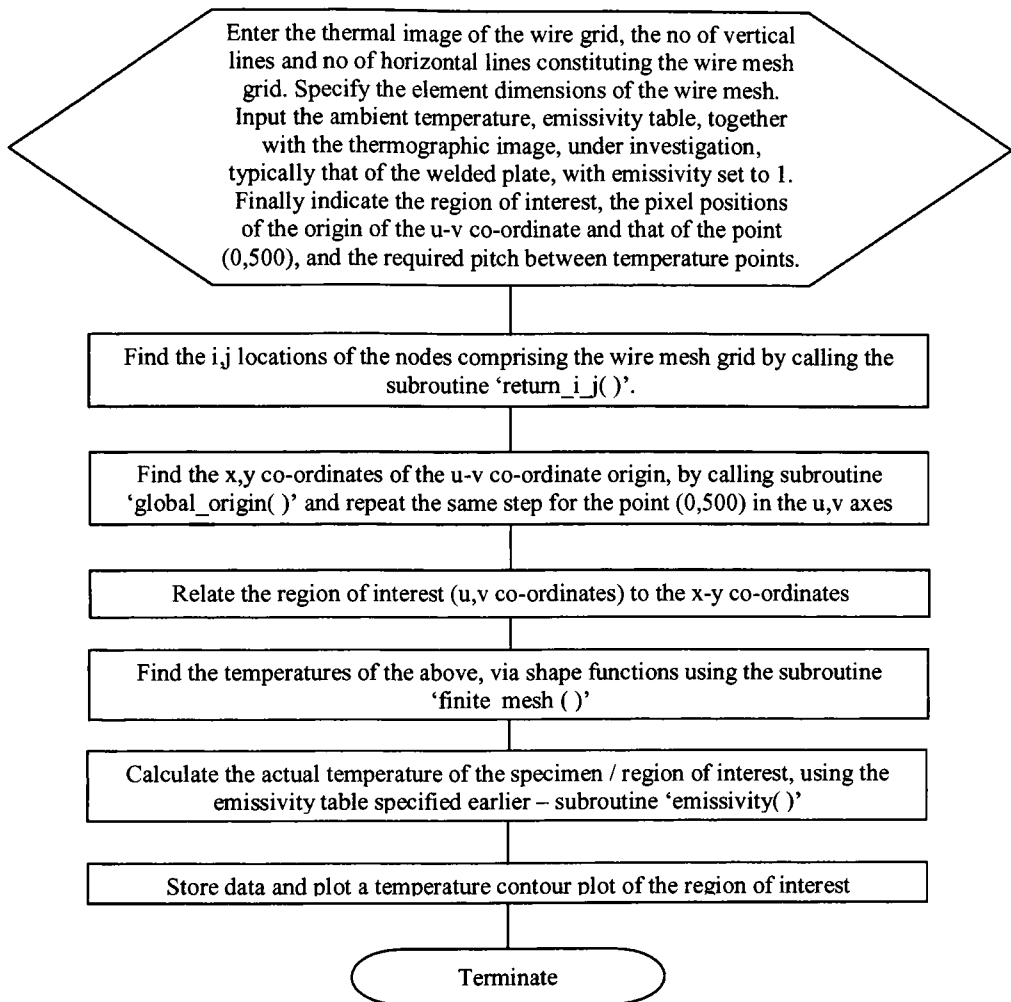 Enter the thermal image of the wire grid, the no of vertical
lines and no of horizontal lines constituting the wire mesh
grid. Specify the element dimensions of the wire mesh.
Input the ambient temperature, emissivity table, together
with the thermographic image, under investigation,
typically that of the welded plate, with emissivity set to 1.
Finally indicate the region of interest, the pixel positions
of the origin of the u-v co-ordinate and that of the point
(0,500), and the required pitch between temperature points.
Find the i,j locations of the nodes comprising the wire mesh grid by calling the
subroutine ‘return_i_j( )’.
Find the x,y co-ordinates of the u-v co-ordinate origin, by calling subroutine
‘global_origin( )’ and repeat the same step for the point (0,500) in the u,v axes
Relate the region of interest (u,v co-ordinates) to the x-y co-ordinates
Find the temperatures of the above, via shape functions using the subroutine
‘finite_mesh ( )’
Calculate the actual temperature of the specimen / region of interest, using the
emissivity table specified earlier – subroutine ‘emissivity( )’
Store data and plot a temperature contour plot of the region of interest
Terminate